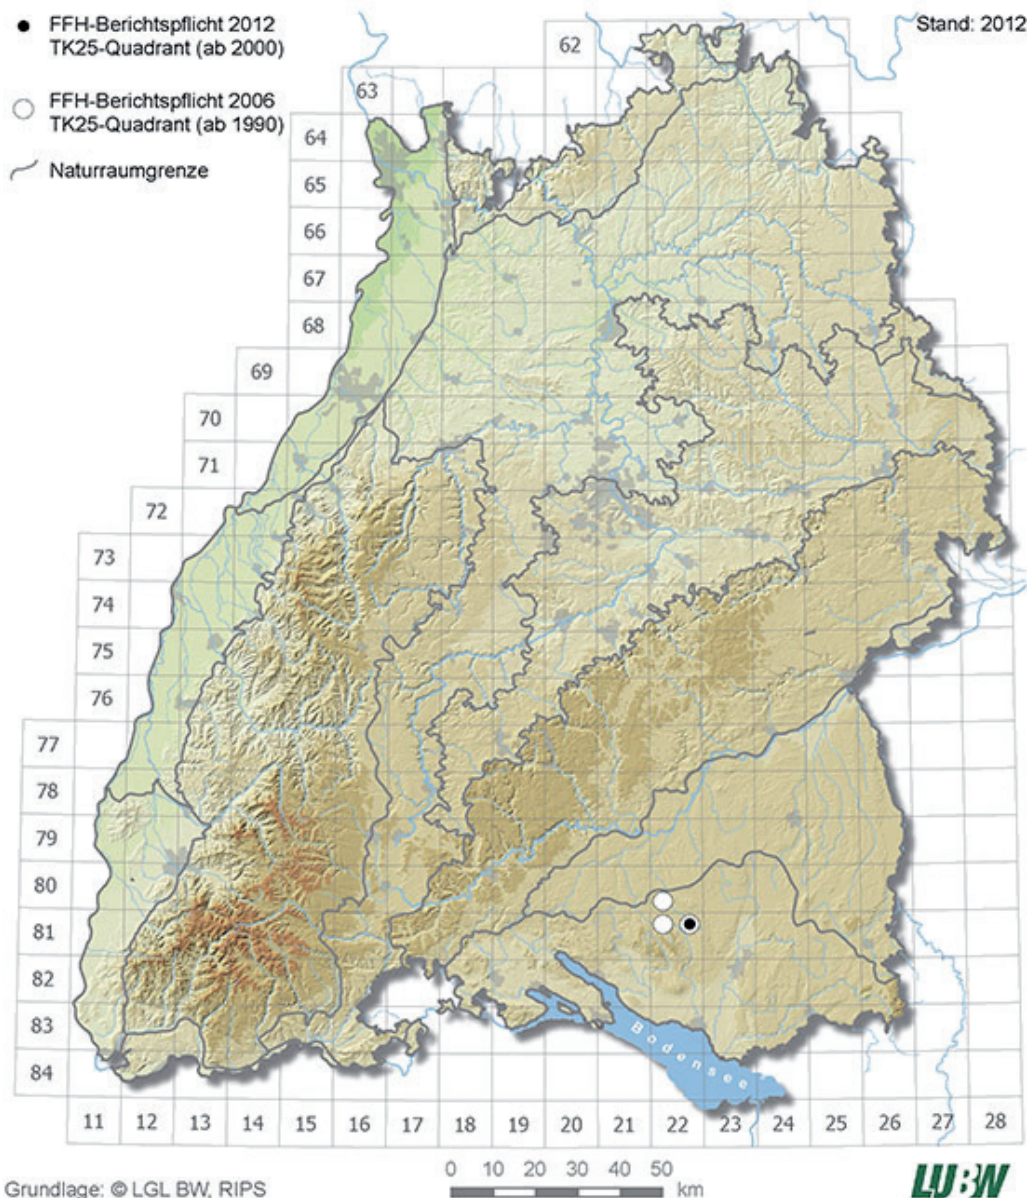 FFH-Berichtspflicht 2012
TK25-Quadrant (ab 2000)
Stand: 2012
FFH-Berichtspflicht 2006
TK25-Quadrant (ab 1990)
Naturraumgrenze
62
63
64
65
66
67
68
69
70
71
72
73
74
75
76
77
78
79
80
81
82
83
84
Bodensee
11 12 13 14 15 16 17 18 19 20 21 22 23 24 25 26 27 28
0 10 20 30 40 50
km
Grundlage: © LGL BW, RIPS
LUBW